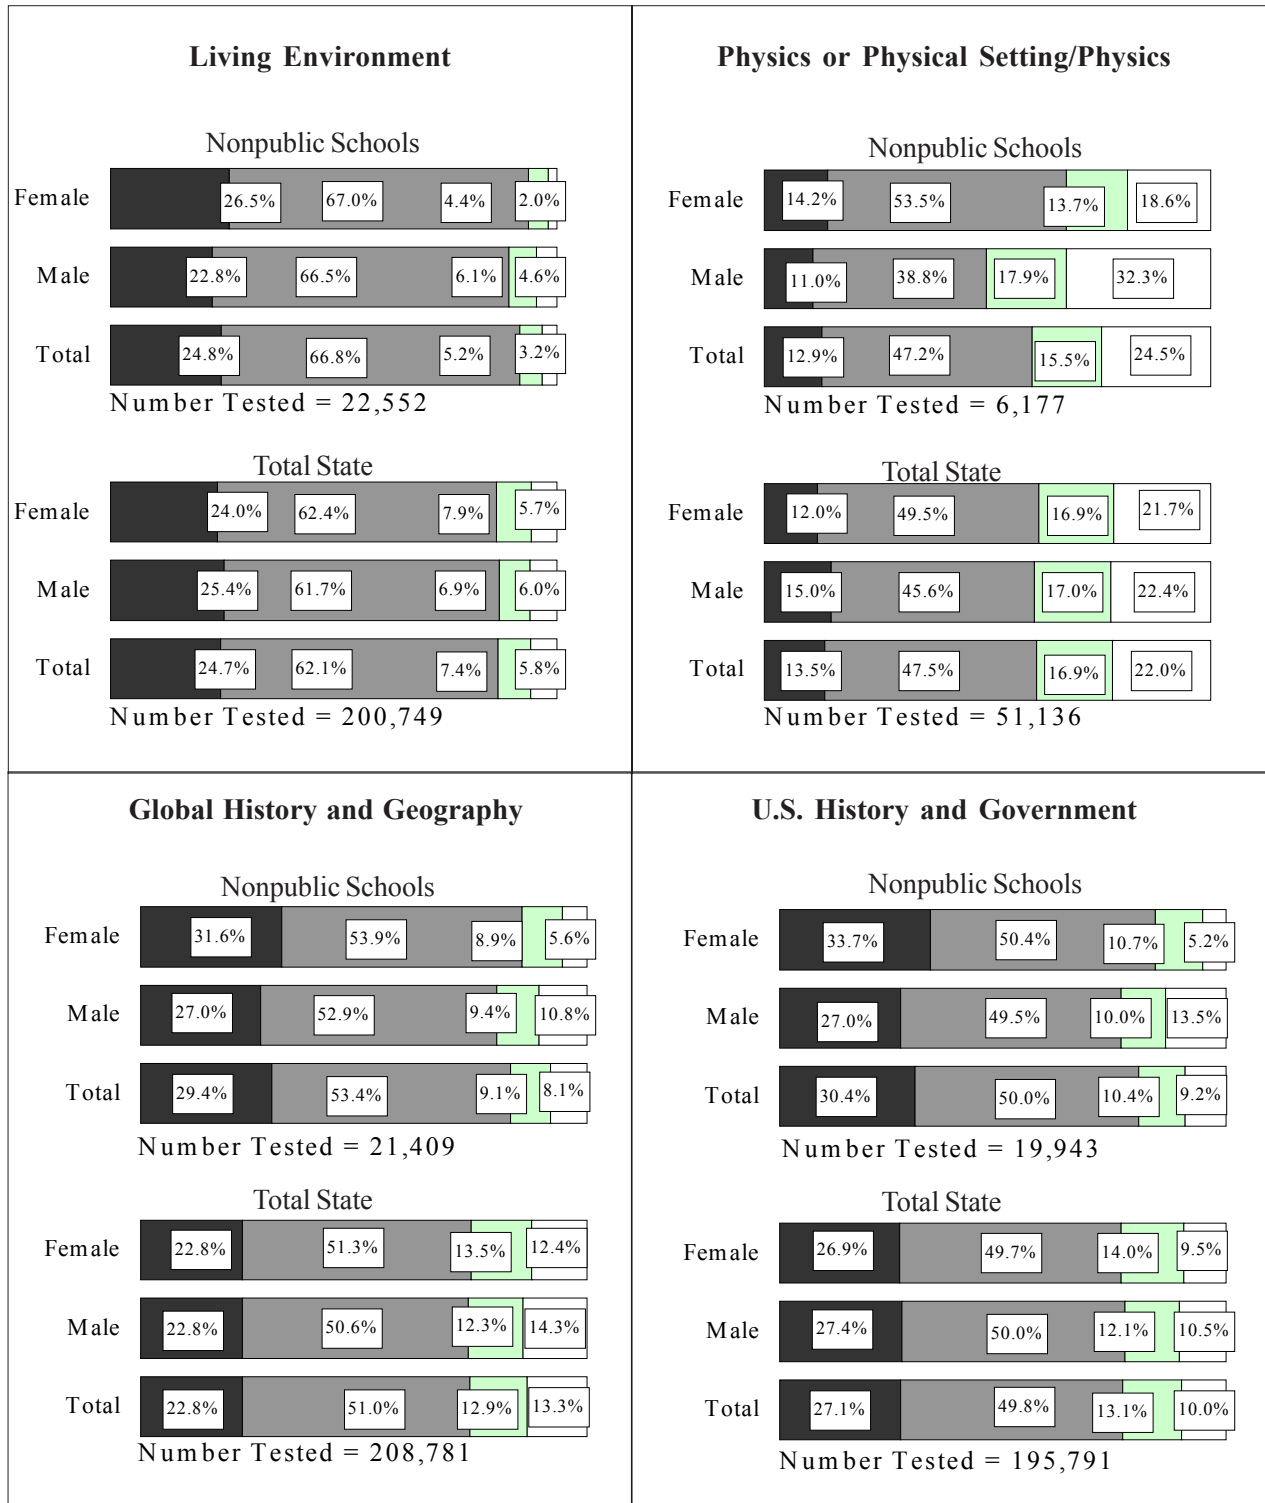 Living Environment
Nonpublic Schools
Female 26.5% 67.0% 4.4% 2.0%
Male 22.8% 66.5% 6.1% 4.6%
Total 24.8% 66.8% 5.2% 3.2%
Number Tested = 22,552
Total State
Female 24.0% 62.4% 7.9% 5.7%
Male 25.4% 61.7% 6.9% 6.0%
Total 24.7% 62.1% 7.4% 5.8%
Number Tested = 200,749
Physics or Physical Setting/Physics
Nonpublic Schools
Female 14.2% 53.5% 13.7% 18.6%
Male 11.0% 38.8% 17.9% 32.3%
Total 12.9% 47.2% 15.5% 24.5%
Number Tested = 6,177
Total State
Female 12.0% 49.5% 16.9% 21.7%
Male 15.0% 45.6% 17.0% 22.4%
Total 13.5% 47.5% 16.9% 22.0%
Number Tested = 51,136
Global History and Geography
Nonpublic Schools
Female 31.6% 53.9% 8.9% 5.6%
Male 27.0% 52.9% 9.4% 10.8%
Total 29.4% 53.4% 9.1% 8.1%
Number Tested = 21,409
Total State
Female 22.8% 51.3% 13.5% 12.4%
Male 22.8% 50.6% 12.3% 14.3%
Total 22.8% 51.0% 12.9% 13.3%
Number Tested = 208,781
U.S. History and Government
Nonpublic Schools
Female 33.7% 50.4% 10.7% 5.2%
Male 27.0% 49.5% 10.0% 13.5%
Total 30.4% 50.0% 10.4% 9.2%
Number Tested = 19,943
Total State
Female 26.9% 49.7% 14.0% 9.5%
Male 27.4% 50.0% 12.1% 10.5%
Total 27.1% 49.8% 13.1% 10.0%
Number Tested = 195,791